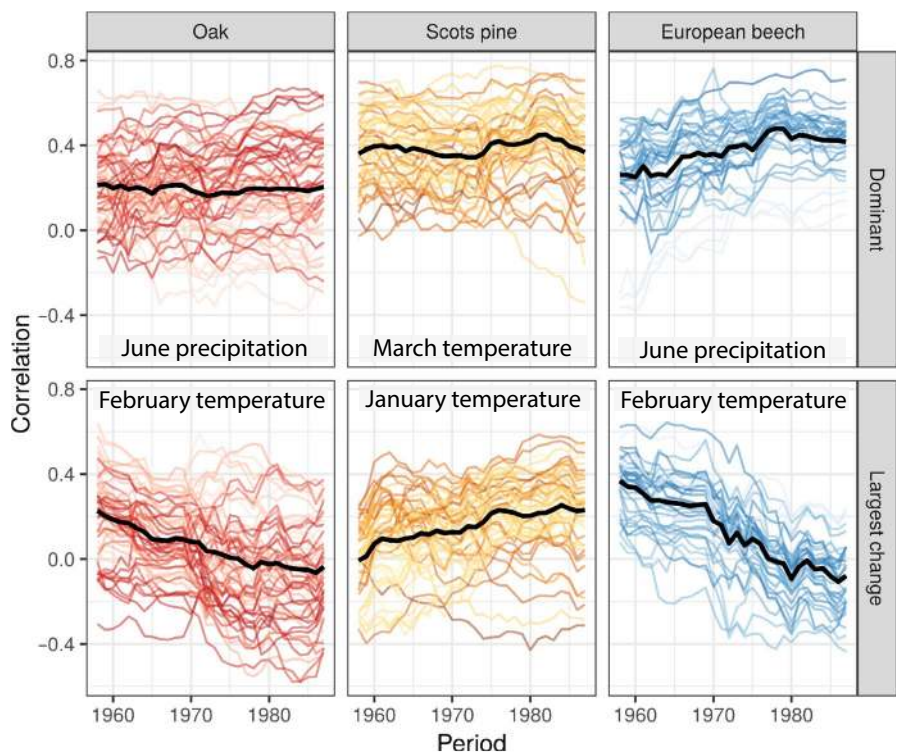 Oak
Scots pine
European beech
0.8
0.4
0.0
−0.4
June precipitation
March temperature
June precipitation
Dominant
Correlation
0.8
0.4
0.0
−0.4
February temperature
January temperature
February temperature
Largest change
1960 1970 1980
1960 1970 1980
1960 1970 1980
Period